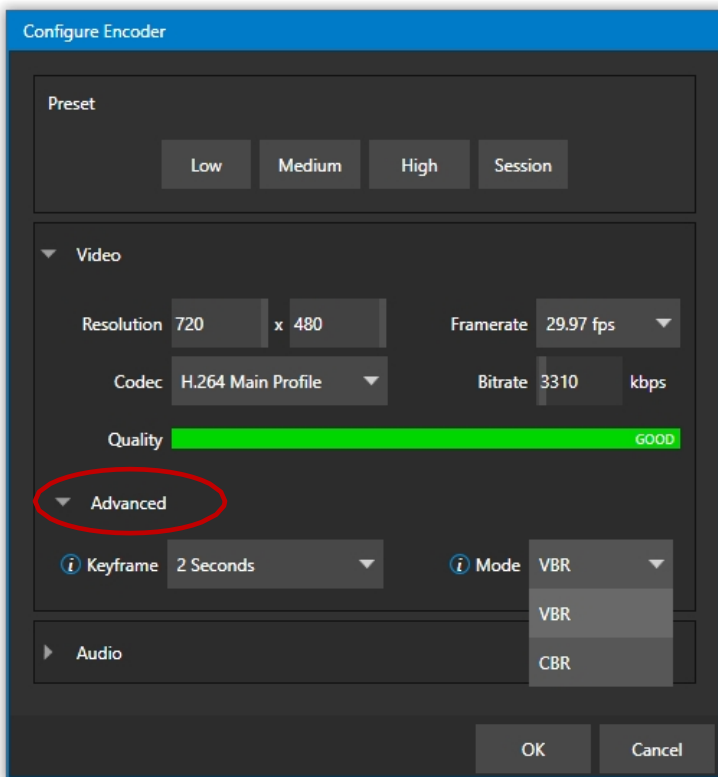 Configure Encoder
Preset
Low Medium High Session
Video
Resolution 720 x 480 Framerate 29.97 fps
Codec H.264 Main Profile Bitrate 3310 kbps
Quality GOOD
Advanced
i Keyframe 2 Seconds i Mode VBR
VBR
Audio
CBR
OK Cancel